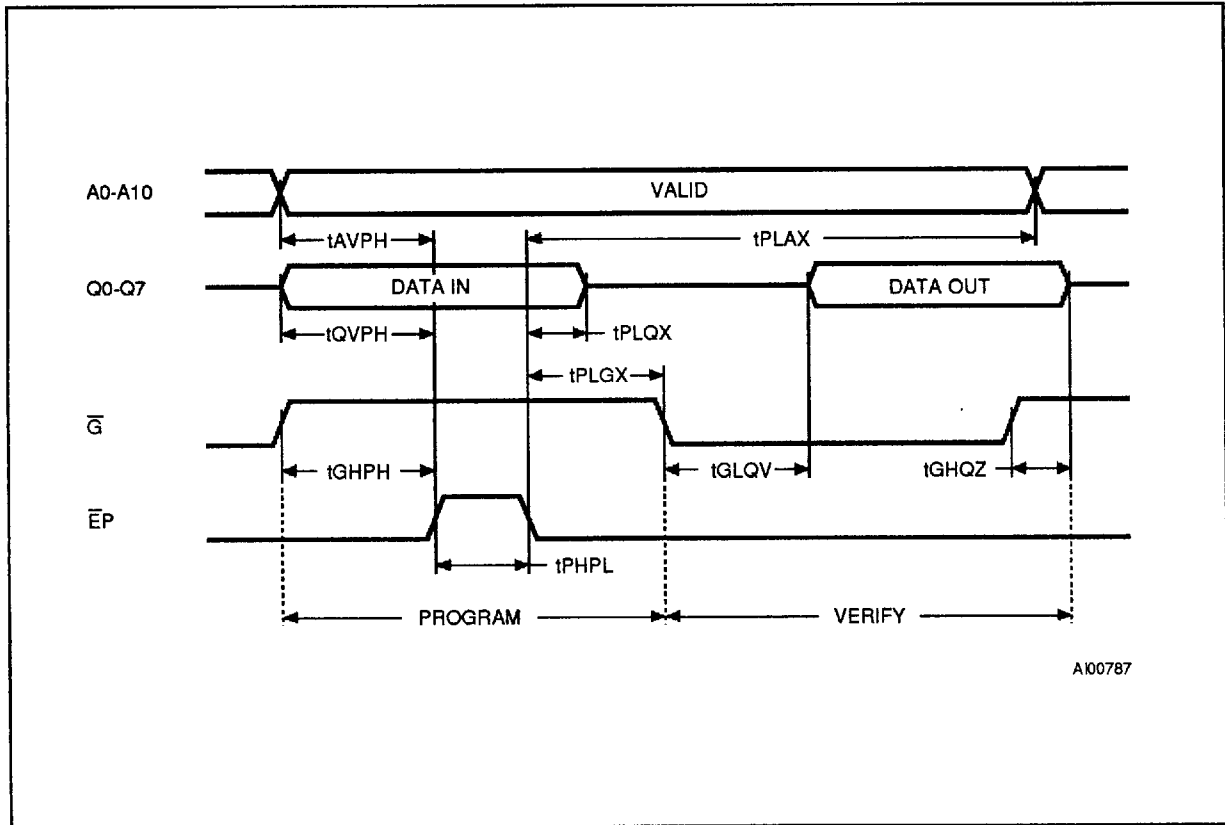 A0-A10
VALID
tAVPH
tPLAX
Q0-Q7
DATA IN
DATA OUT
tQVPH
tPLQX
tPLGX
G̅
tGHPH
tGLQV
tGHQZ
E̅P
tPHPL
PROGRAM
VERIFY
AI00787